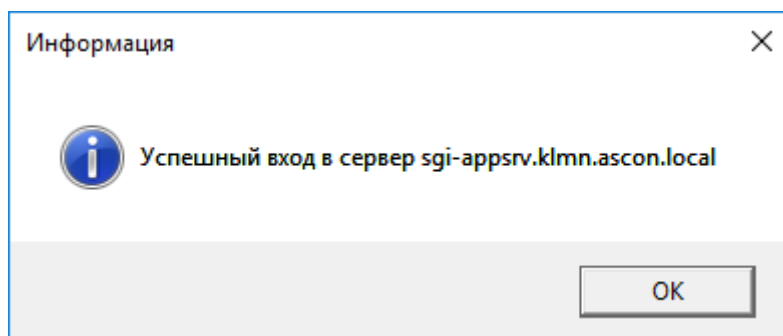 Информация
Успешный вход в сервер sgi-appsrv.klmn.ascon.local
OK